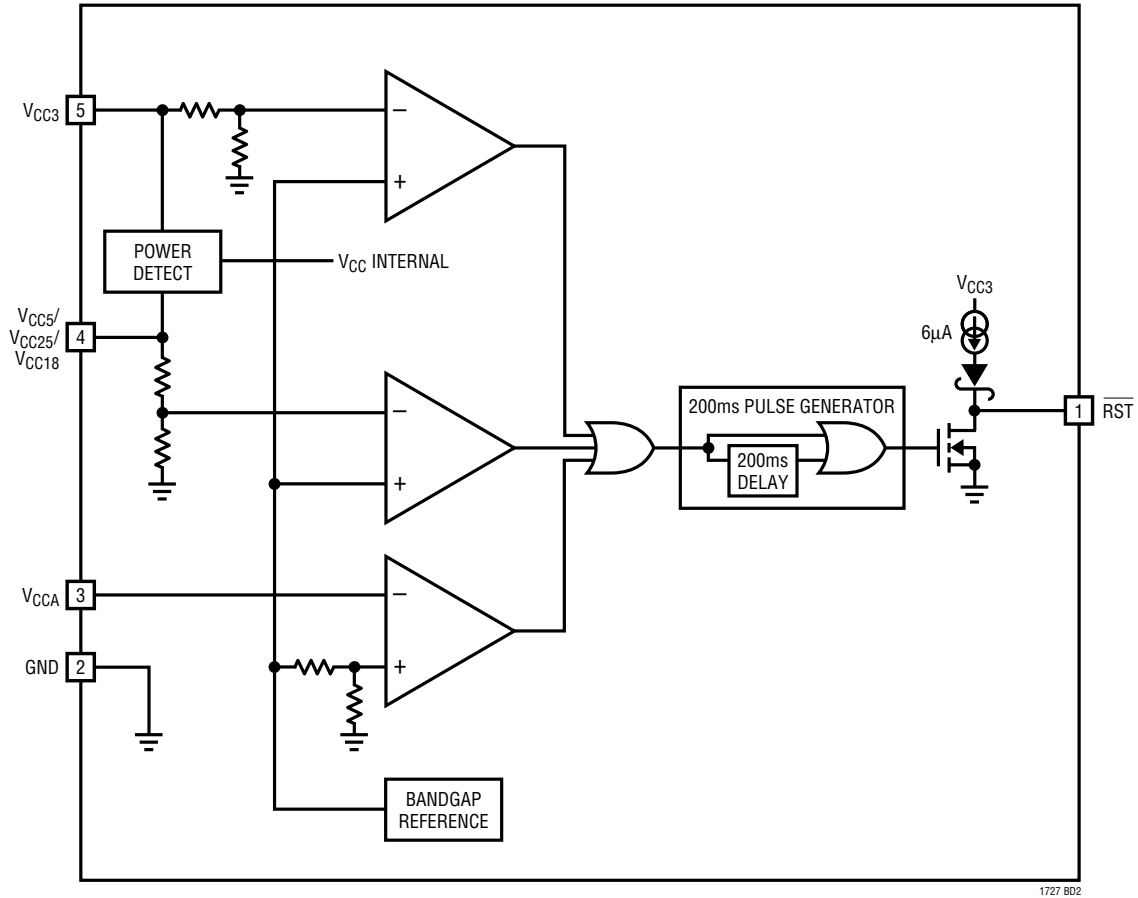 VCC3
5
−
+
POWER
DETECT
VCC INTERNAL
VCC5/
VCC25/
VCC18
4
−
+
VCC3
6µA
200ms PULSE GENERATOR
200ms
DELAY
1
RST
VCCA
3
−
+
GND
2
BANDGAP
REFERENCE
1727 BD2